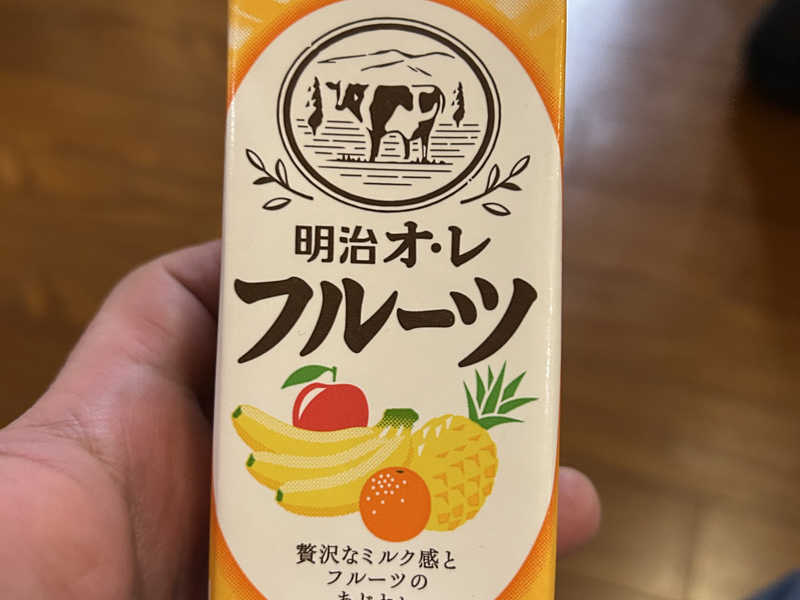 明治オ・レ
フルーツ
贅沢なミルク感と
フルーツの